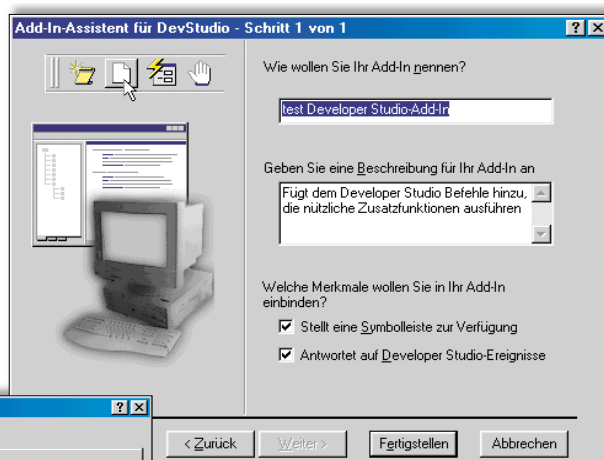 Add-In-Assistent für DevStudio - Schritt 1 von 1
Wie wollen Sie Ihr Add-In nennen?
test Developer Studio-Add-In
Geben Sie eine Beschreibung für Ihr Add-In an
Fügt dem Developer Studio Befehle hinzu,
die nützliche Zusatzfunktionen ausführen
Welche Merkmale wollen Sie in Ihr Add-In
einbinden?
Stellt eine Symbolleiste zur Verfügung
Antwortet auf Developer Studio-Ereignisse
< Zurück
Weiter >
Fertigstellen
Abbrechen